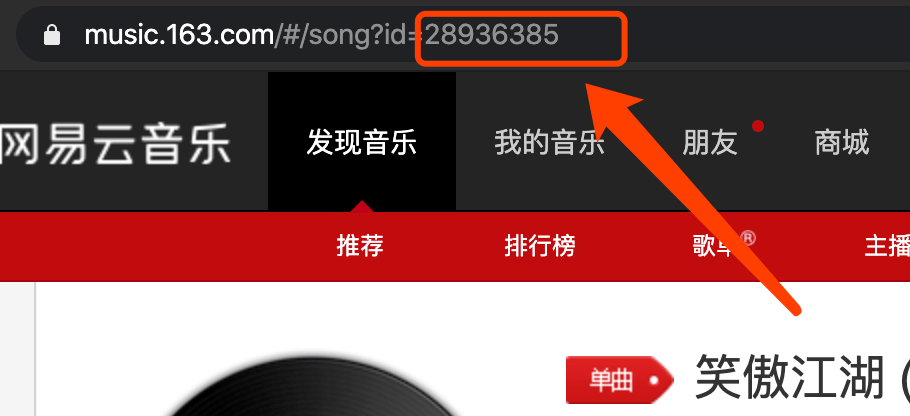 music.163.com/#/song?id=28936385
网易云音乐 发现音乐 我的音乐 朋友 商城
推荐 排行榜 歌单® 主播
单曲 笑傲江湖 (